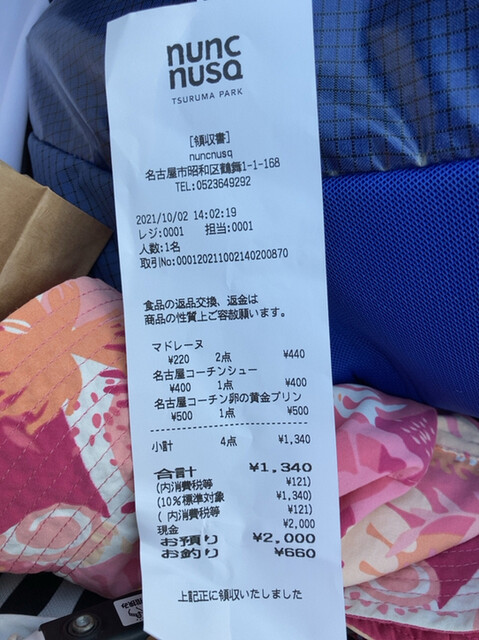 nunc
nusq
TSURUMA PARK
[領収書]
nuncnusq
名古屋市昭和区鶴舞1-1-168
TEL:0523649292
2021/10/02 14:02:19
レジ:0001 担当:0001
人数:1名
取引No:000120211002140200870
食品の返品交換、返金は
商品の性質上ご容赦願います。
マドレーヌ
¥220 2点 ¥440
名古屋コーチンシュー
¥400 1点 ¥400
名古屋コーチン卵の黄金プリン
¥500 1点 ¥500
小計 4点 ¥1,340
合計 ¥1,340
(内消費税等 ¥121)
(10%標準対象 ¥1,340)
( 内消費税等 ¥121)
現金 ¥2,000
お預り ¥2,000
お釣り ¥660
上記正に領収いたしました